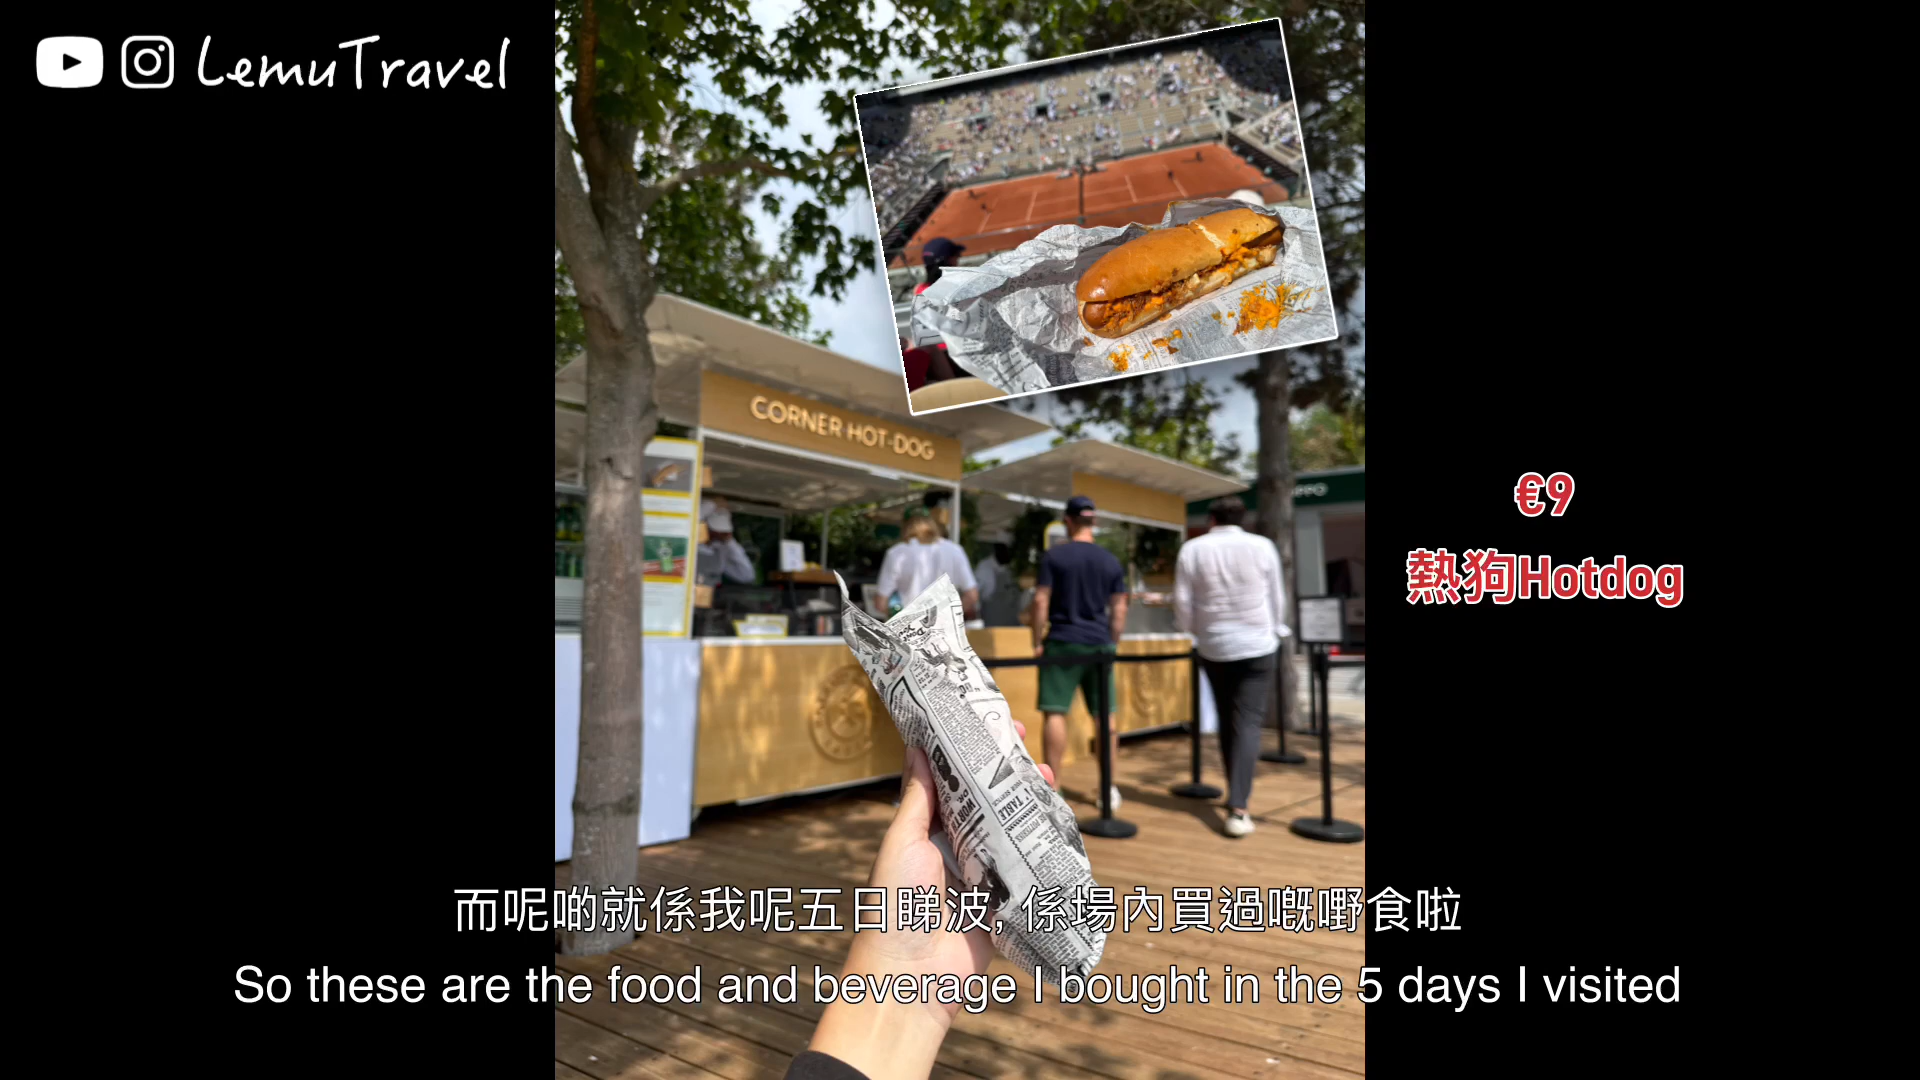 LemuTravel
CORNER HOT-DOG
€9
熱狗Hotdog
TABLE
而呢啲就係我呢五日睇波, 係場內買過嘅嘢食啦
So these are the food and beverage I bought in the 5 days I visited